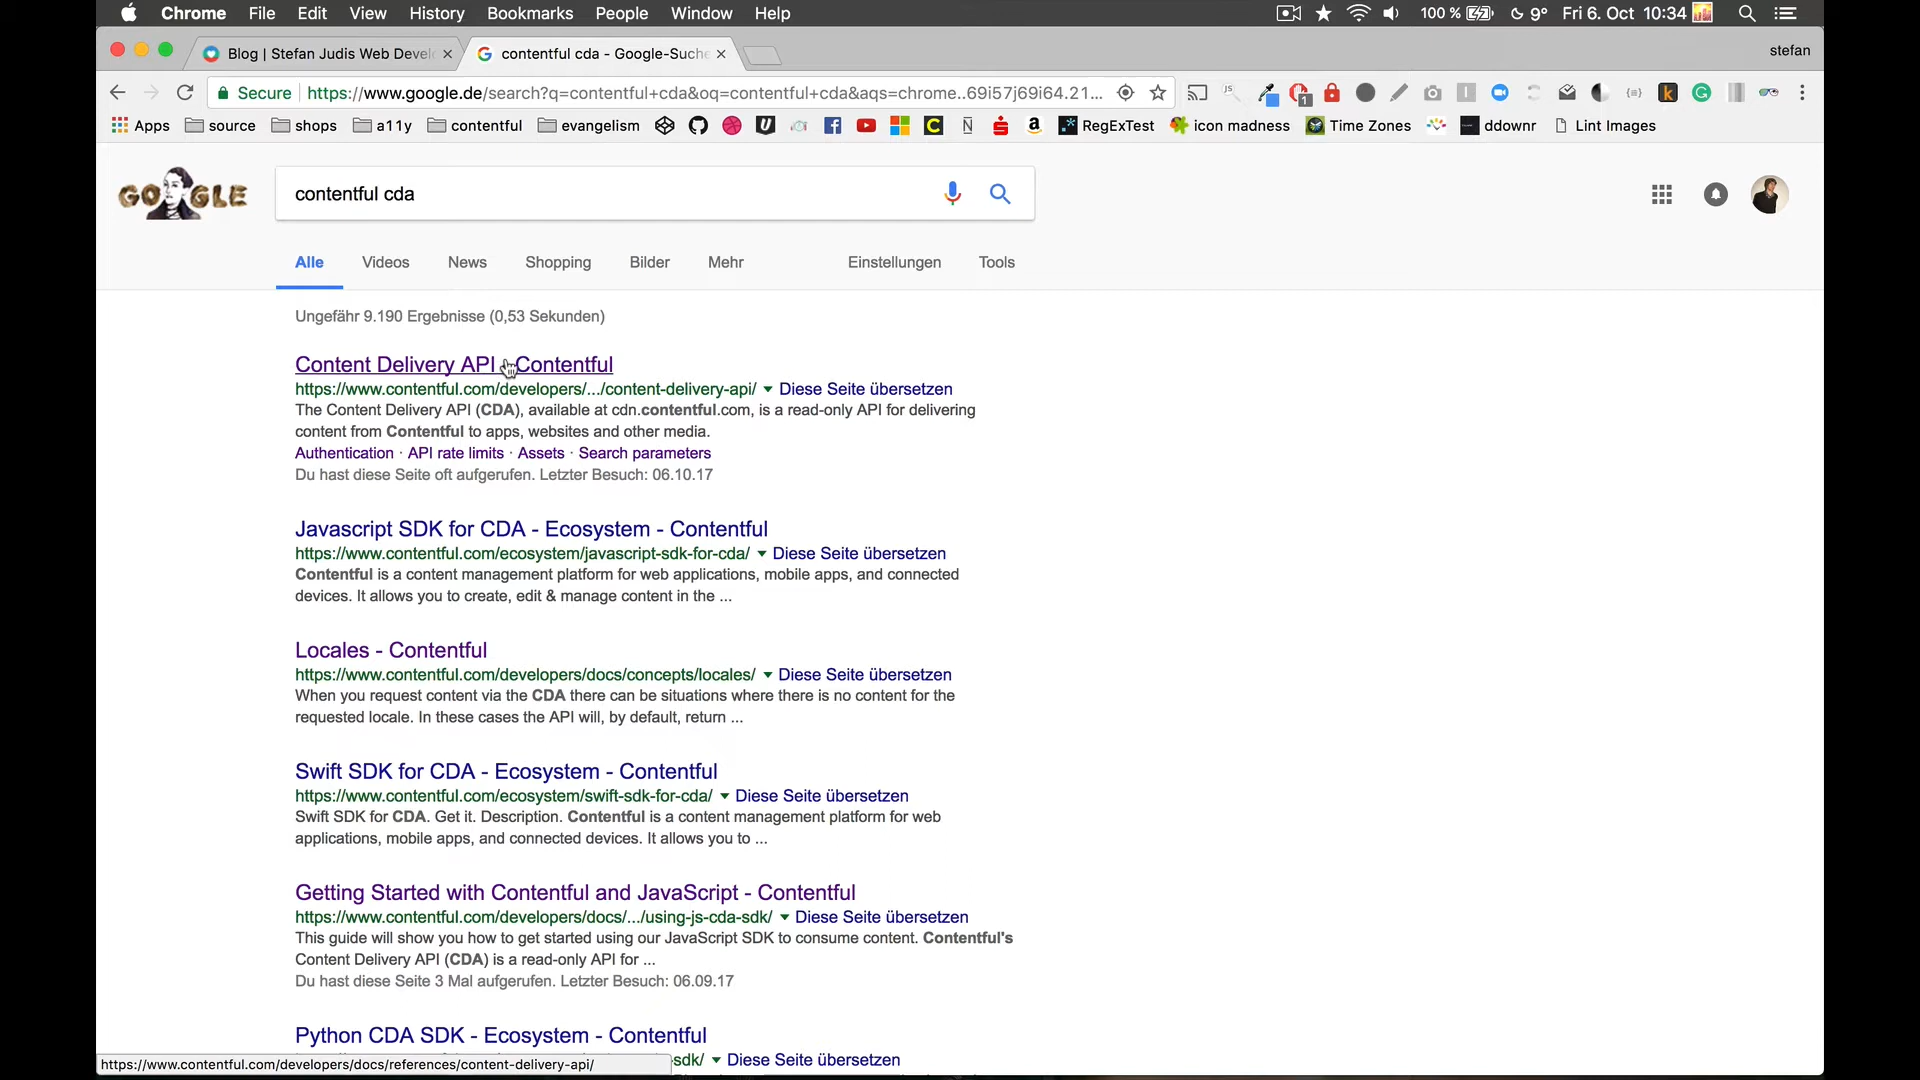 Chrome File Edit View History Bookmarks People Window Help 100 % 9° Fri 6. Oct 10:34
Blog | Stefan Judis Web Devel contentful cda - Google-Suche stefan
Secure https://www.google.de/search?q=contentful+cda&oq=contentful+cda&aqs=chrome..69i57j69i64.21...
Apps source shops a11y contentful evangelism RegExTest icon madness Time Zones ddownr Lint Images
GOOGLE contentful cda
Alle Videos News Shopping Bilder Mehr Einstellungen Tools
Ungefähr 9.190 Ergebnisse (0,53 Sekunden)
Content Delivery API - Contentful
https://www.contentful.com/developers/.../content-delivery-api/ Diese Seite übersetzen
The Content Delivery API (CDA), available at cdn.contentful.com, is a read-only API for delivering
content from Contentful to apps, websites and other media.
Authentication · API rate limits · Assets · Search parameters
Du hast diese Seite oft aufgerufen. Letzter Besuch: 06.10.17
Javascript SDK for CDA - Ecosystem - Contentful
https://www.contentful.com/ecosystem/javascript-sdk-for-cda/ Diese Seite übersetzen
Contentful is a content management platform for web applications, mobile apps, and connected
devices. It allows you to create, edit & manage content in the ...
Locales - Contentful
https://www.contentful.com/developers/docs/concepts/locales/ Diese Seite übersetzen
When you request content via the CDA there can be situations where there is no content for the
requested locale. In these cases the API will, by default, return ...
Swift SDK for CDA - Ecosystem - Contentful
https://www.contentful.com/ecosystem/swift-sdk-for-cda/ Diese Seite übersetzen
Swift SDK for CDA. Get it. Description. Contentful is a content management platform for web
applications, mobile apps, and connected devices. It allows you to ...
Getting Started with Contentful and JavaScript - Contentful
https://www.contentful.com/developers/docs/.../using-js-cda-sdk/ Diese Seite übersetzen
This guide will show you how to get started using our JavaScript SDK to consume content. Contentful's
Content Delivery API (CDA) is a read-only API for ...
Du hast diese Seite 3 Mal aufgerufen. Letzter Besuch: 06.09.17
Python CDA SDK - Ecosystem - Contentful
sdk/ Diese Seite übersetzen
https://www.contentful.com/developers/docs/references/content-delivery-api/